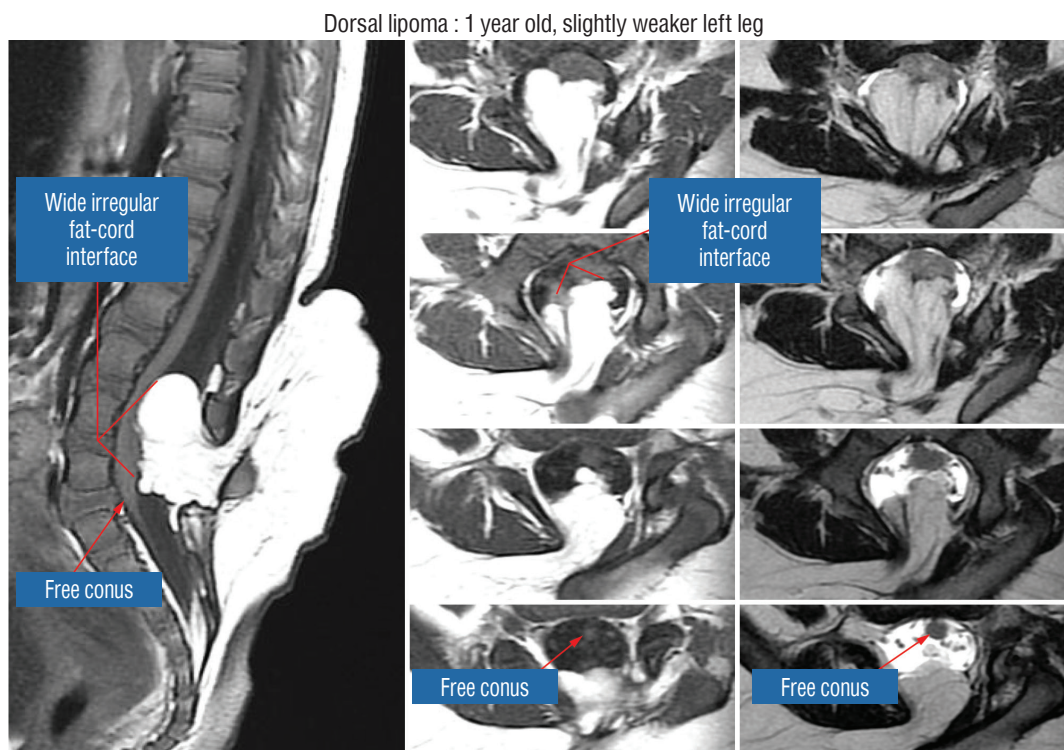 Dorsal lipoma : 1 year old, slightly weaker left leg
Wide irregular
fat-cord
interface
Free conus
Wide irregular
fat-cord
interface
Free conus
Free conus